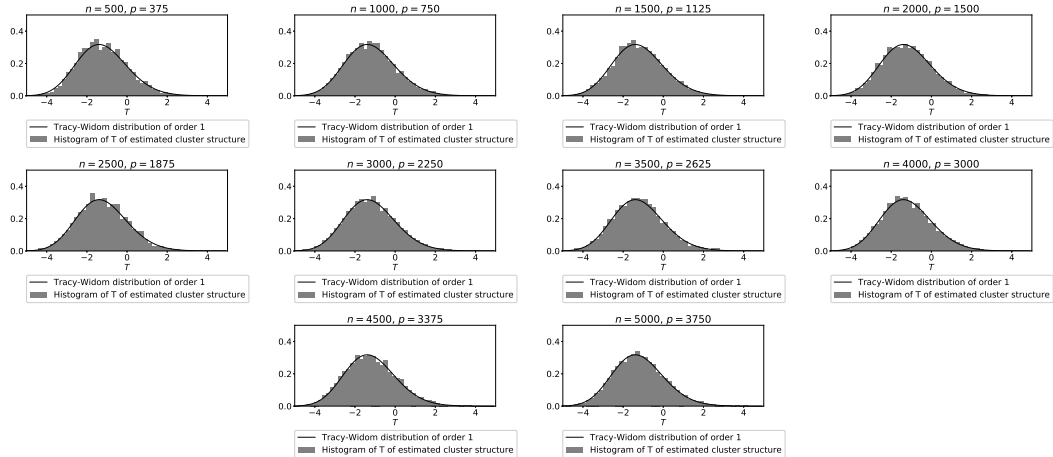 n = 500, p = 375
0.4
0.2
0.0
−4 −2 0 2 4
T
Tracy-Widom distribution of order 1
Histogram of T of estimated cluster structure
n = 1000, p = 750
0.4
0.2
0.0
−4 −2 0 2 4
T
Tracy-Widom distribution of order 1
Histogram of T of estimated cluster structure
n = 1500, p = 1125
0.4
0.2
0.0
−4 −2 0 2 4
T
Tracy-Widom distribution of order 1
Histogram of T of estimated cluster structure
n = 2000, p = 1500
0.4
0.2
0.0
−4 −2 0 2 4
T
Tracy-Widom distribution of order 1
Histogram of T of estimated cluster structure
n = 2500, p = 1875
0.4
0.2
0.0
−4 −2 0 2 4
T
Tracy-Widom distribution of order 1
Histogram of T of estimated cluster structure
n = 3000, p = 2250
0.4
0.2
0.0
−4 −2 0 2 4
T
Tracy-Widom distribution of order 1
Histogram of T of estimated cluster structure
n = 3500, p = 2625
0.4
0.2
0.0
−4 −2 0 2 4
T
Tracy-Widom distribution of order 1
Histogram of T of estimated cluster structure
n = 4000, p = 3000
0.4
0.2
0.0
−4 −2 0 2 4
T
Tracy-Widom distribution of order 1
Histogram of T of estimated cluster structure
n = 4500, p = 3375
0.4
0.2
0.0
−4 −2 0 2 4
T
Tracy-Widom distribution of order 1
Histogram of T of estimated cluster structure
n = 5000, p = 3750
0.4
0.2
0.0
−4 −2 0 2 4
T
Tracy-Widom distribution of order 1
Histogram of T of estimated cluster structure